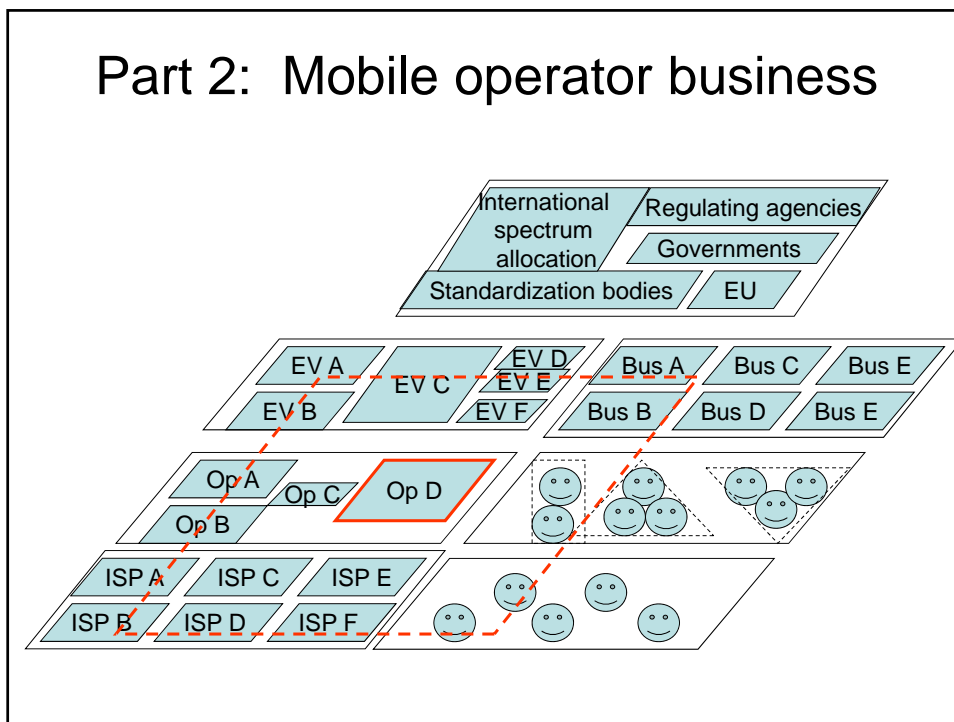 Part 2: Mobile operator business
International
spectrum
allocation
Regulating agencies
Governments
Standardization bodies
EU
EV A
EV C
EV D
EV E
EV B
EV F
Bus A
Bus C
Bus E
Bus B
Bus D
Bus E
Op A
Op C
Op D
Op B
ISP A
ISP C
ISP E
ISP B
ISP D
ISP F